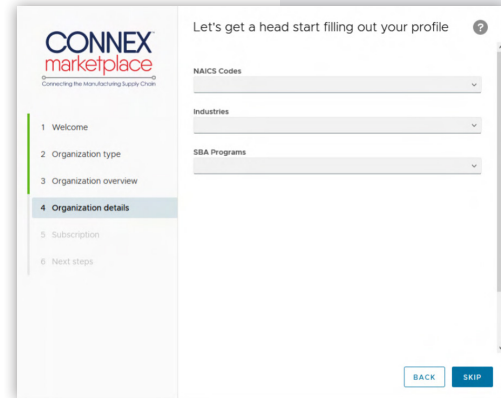 CONNEX
marketplace
Connecting the Manufacturing Supply Chain
1 Welcome
2 Organization type
3 Organization overview
4 Organization details
5 Subscription
6 Next steps
Let's get a head start filling out your profile
?
NAICS Codes
Industries
SBA Programs
BACK
SKIP